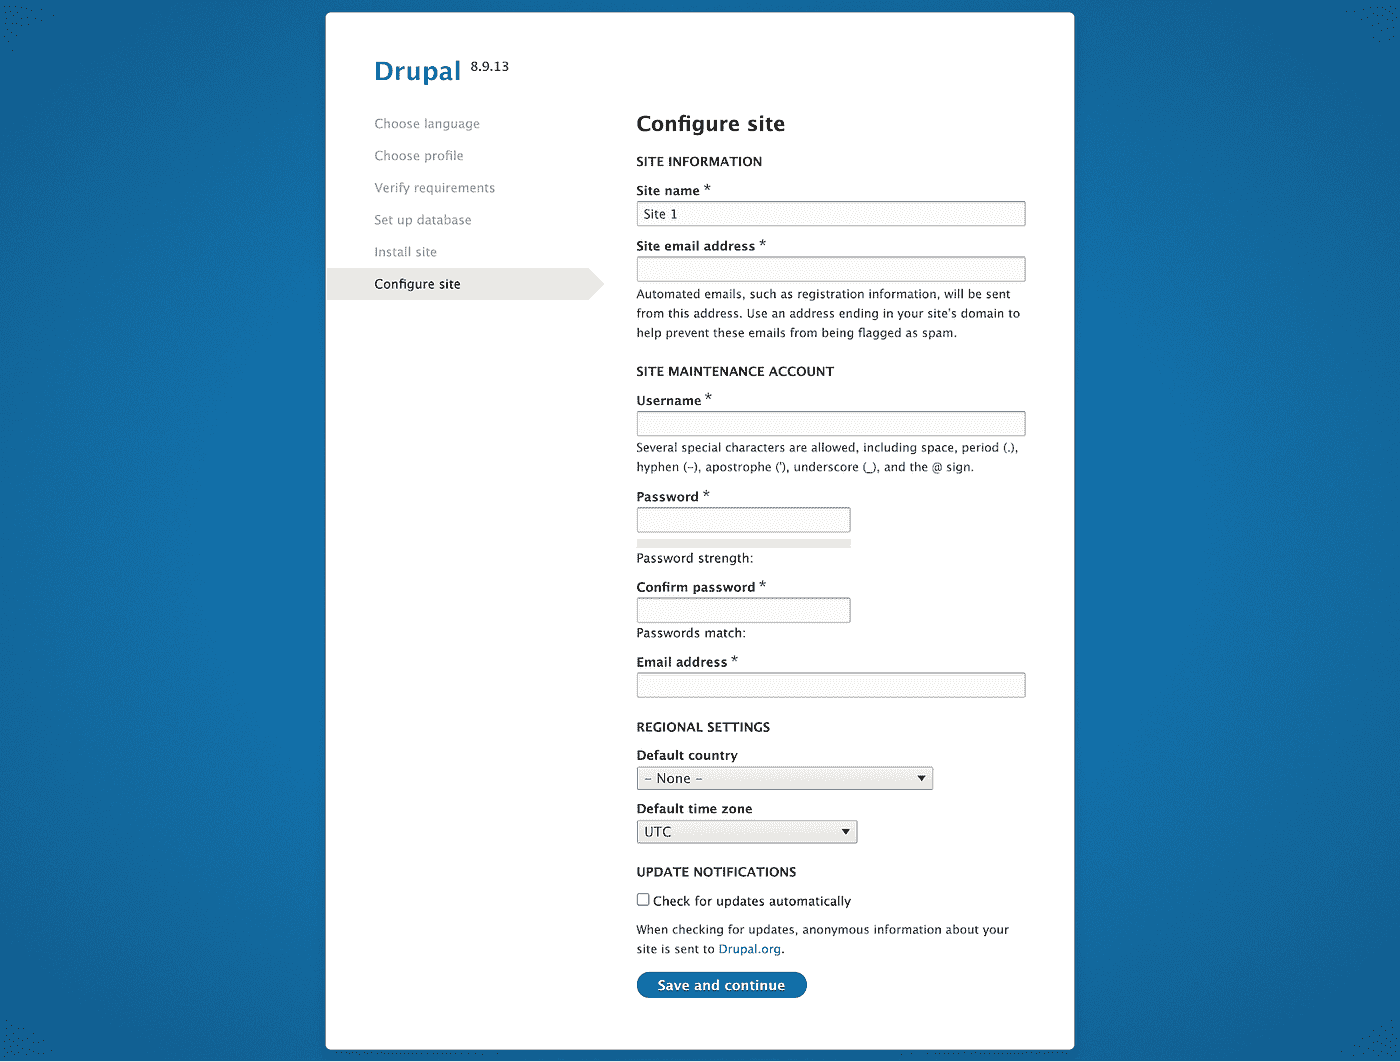 Drupal 8.9.13
Choose language
Choose profile
Verify requirements
Set up database
Install site
Configure site
Configure site
SITE INFORMATION
Site name *
Site 1
Site email address *
Automated emails, such as registration information, will be sent
from this address. Use an address ending in your site's domain to
help prevent these emails from being flagged as spam.
SITE MAINTENANCE ACCOUNT
Username *
Several special characters are allowed, including space, period (.),
hyphen (-), apostrophe ('), underscore (_), and the @ sign.
Password *
Password strength:
Confirm password *
Passwords match:
Email address *
REGIONAL SETTINGS
Default country
- None -
Default time zone
UTC
UPDATE NOTIFICATIONS
Check for updates automatically
When checking for updates, anonymous information about your
site is sent to Drupal.org.
Save and continue